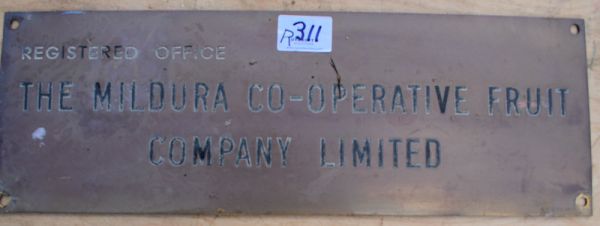 R311
REGISTERED OFFICE
THE MILDURA CO-OPERATIVE FRUIT
COMPANY LIMITED